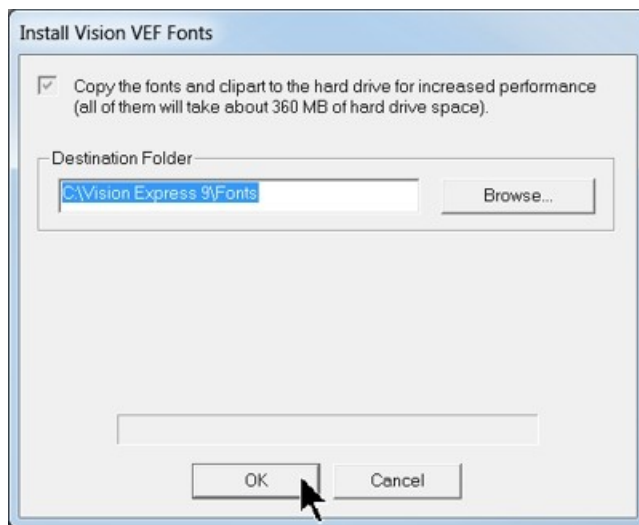 Install Vision VEF Fonts
Copy the fonts and clipart to the hard drive for increased performance
(all of them will take about 360 MB of hard drive space).
Destination Folder
C:\Vision Express 9\Fonts
Browse...
OK
Cancel